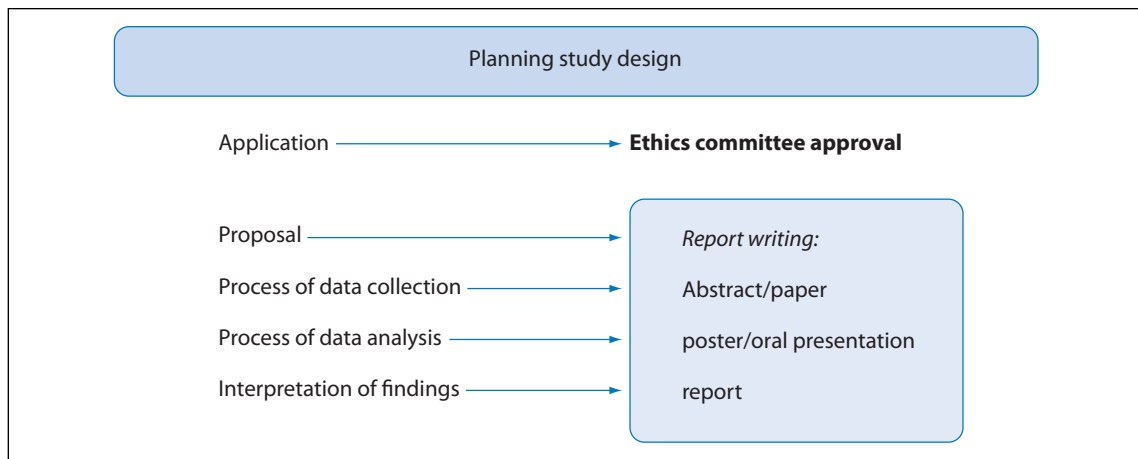 Planning study design
Application
Ethics committee approval
Proposal
Report writing:
Process of data collection
Abstract/paper
Process of data analysis
poster/oral presentation
Interpretation of findings
report